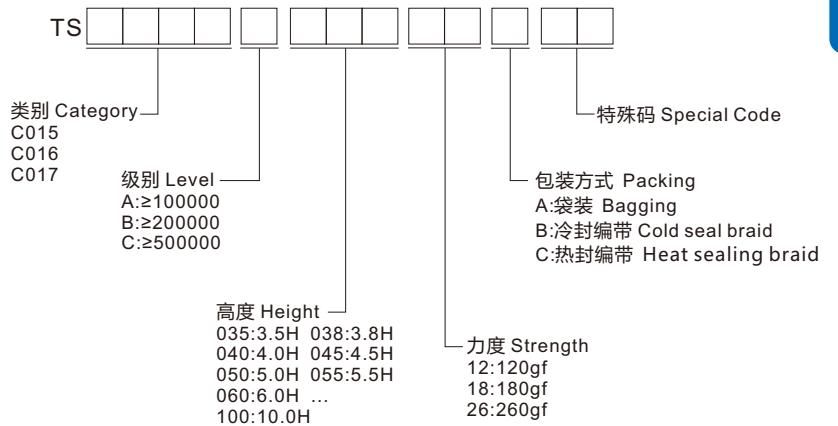 TS
类别 Category
C015
C016
C017
级别 Level
A:≥100000
B:≥200000
C:≥500000
高度 Height
035:3.5H 038:3.8H
040:4.0H 045:4.5H
050:5.0H 055:5.5H
060:6.0H ...
100:10.0H
力度 Strength
12:120gf
18:180gf
26:260gf
包装方式 Packing
A:袋装 Bagging
B:冷封编带 Cold seal braid
C:热封编带 Heat sealing braid
特殊码 Special Code